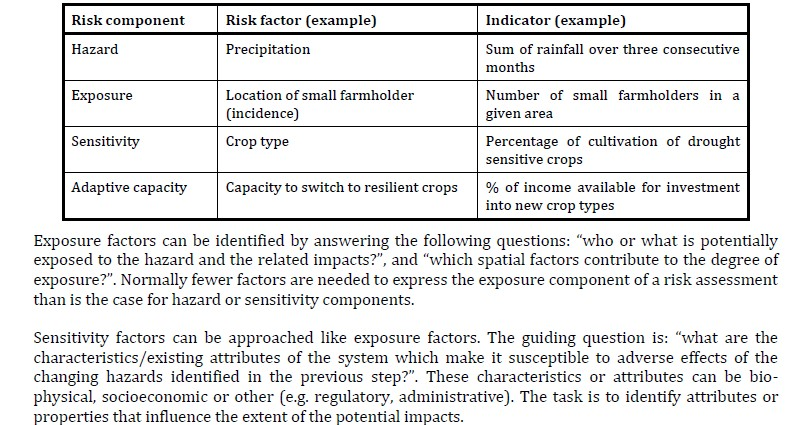 Risk component Risk factor (example) Indicator (example)
Hazard Precipitation Sum of rainfall over three consecutive
months
Exposure Location of small farmholder Number of small farmholders in a
(incidence) given area
Sensitivity Crop type Percentage of cultivation of drought
sensitive crops
Adaptive capacity Capacity to switch to resilient crops % of income available for investment
into new crop types
Exposure factors can be identified by answering the following questions: “who or what is potentially
exposed to the hazard and the related impacts?”, and “which spatial factors contribute to the degree of
exposure?”. Normally fewer factors are needed to express the exposure component of a risk assessment
than is the case for hazard or sensitivity components.
Sensitivity factors can be approached like exposure factors. The guiding question is: “what are the
characteristics/existing attributes of the system which make it susceptible to adverse effects of the
changing hazards identified in the previous step?”. These characteristics or attributes can be bio-
physical, socioeconomic or other (e.g. regulatory, administrative). The task is to identify attributes or
properties that influence the extent of the potential impacts.